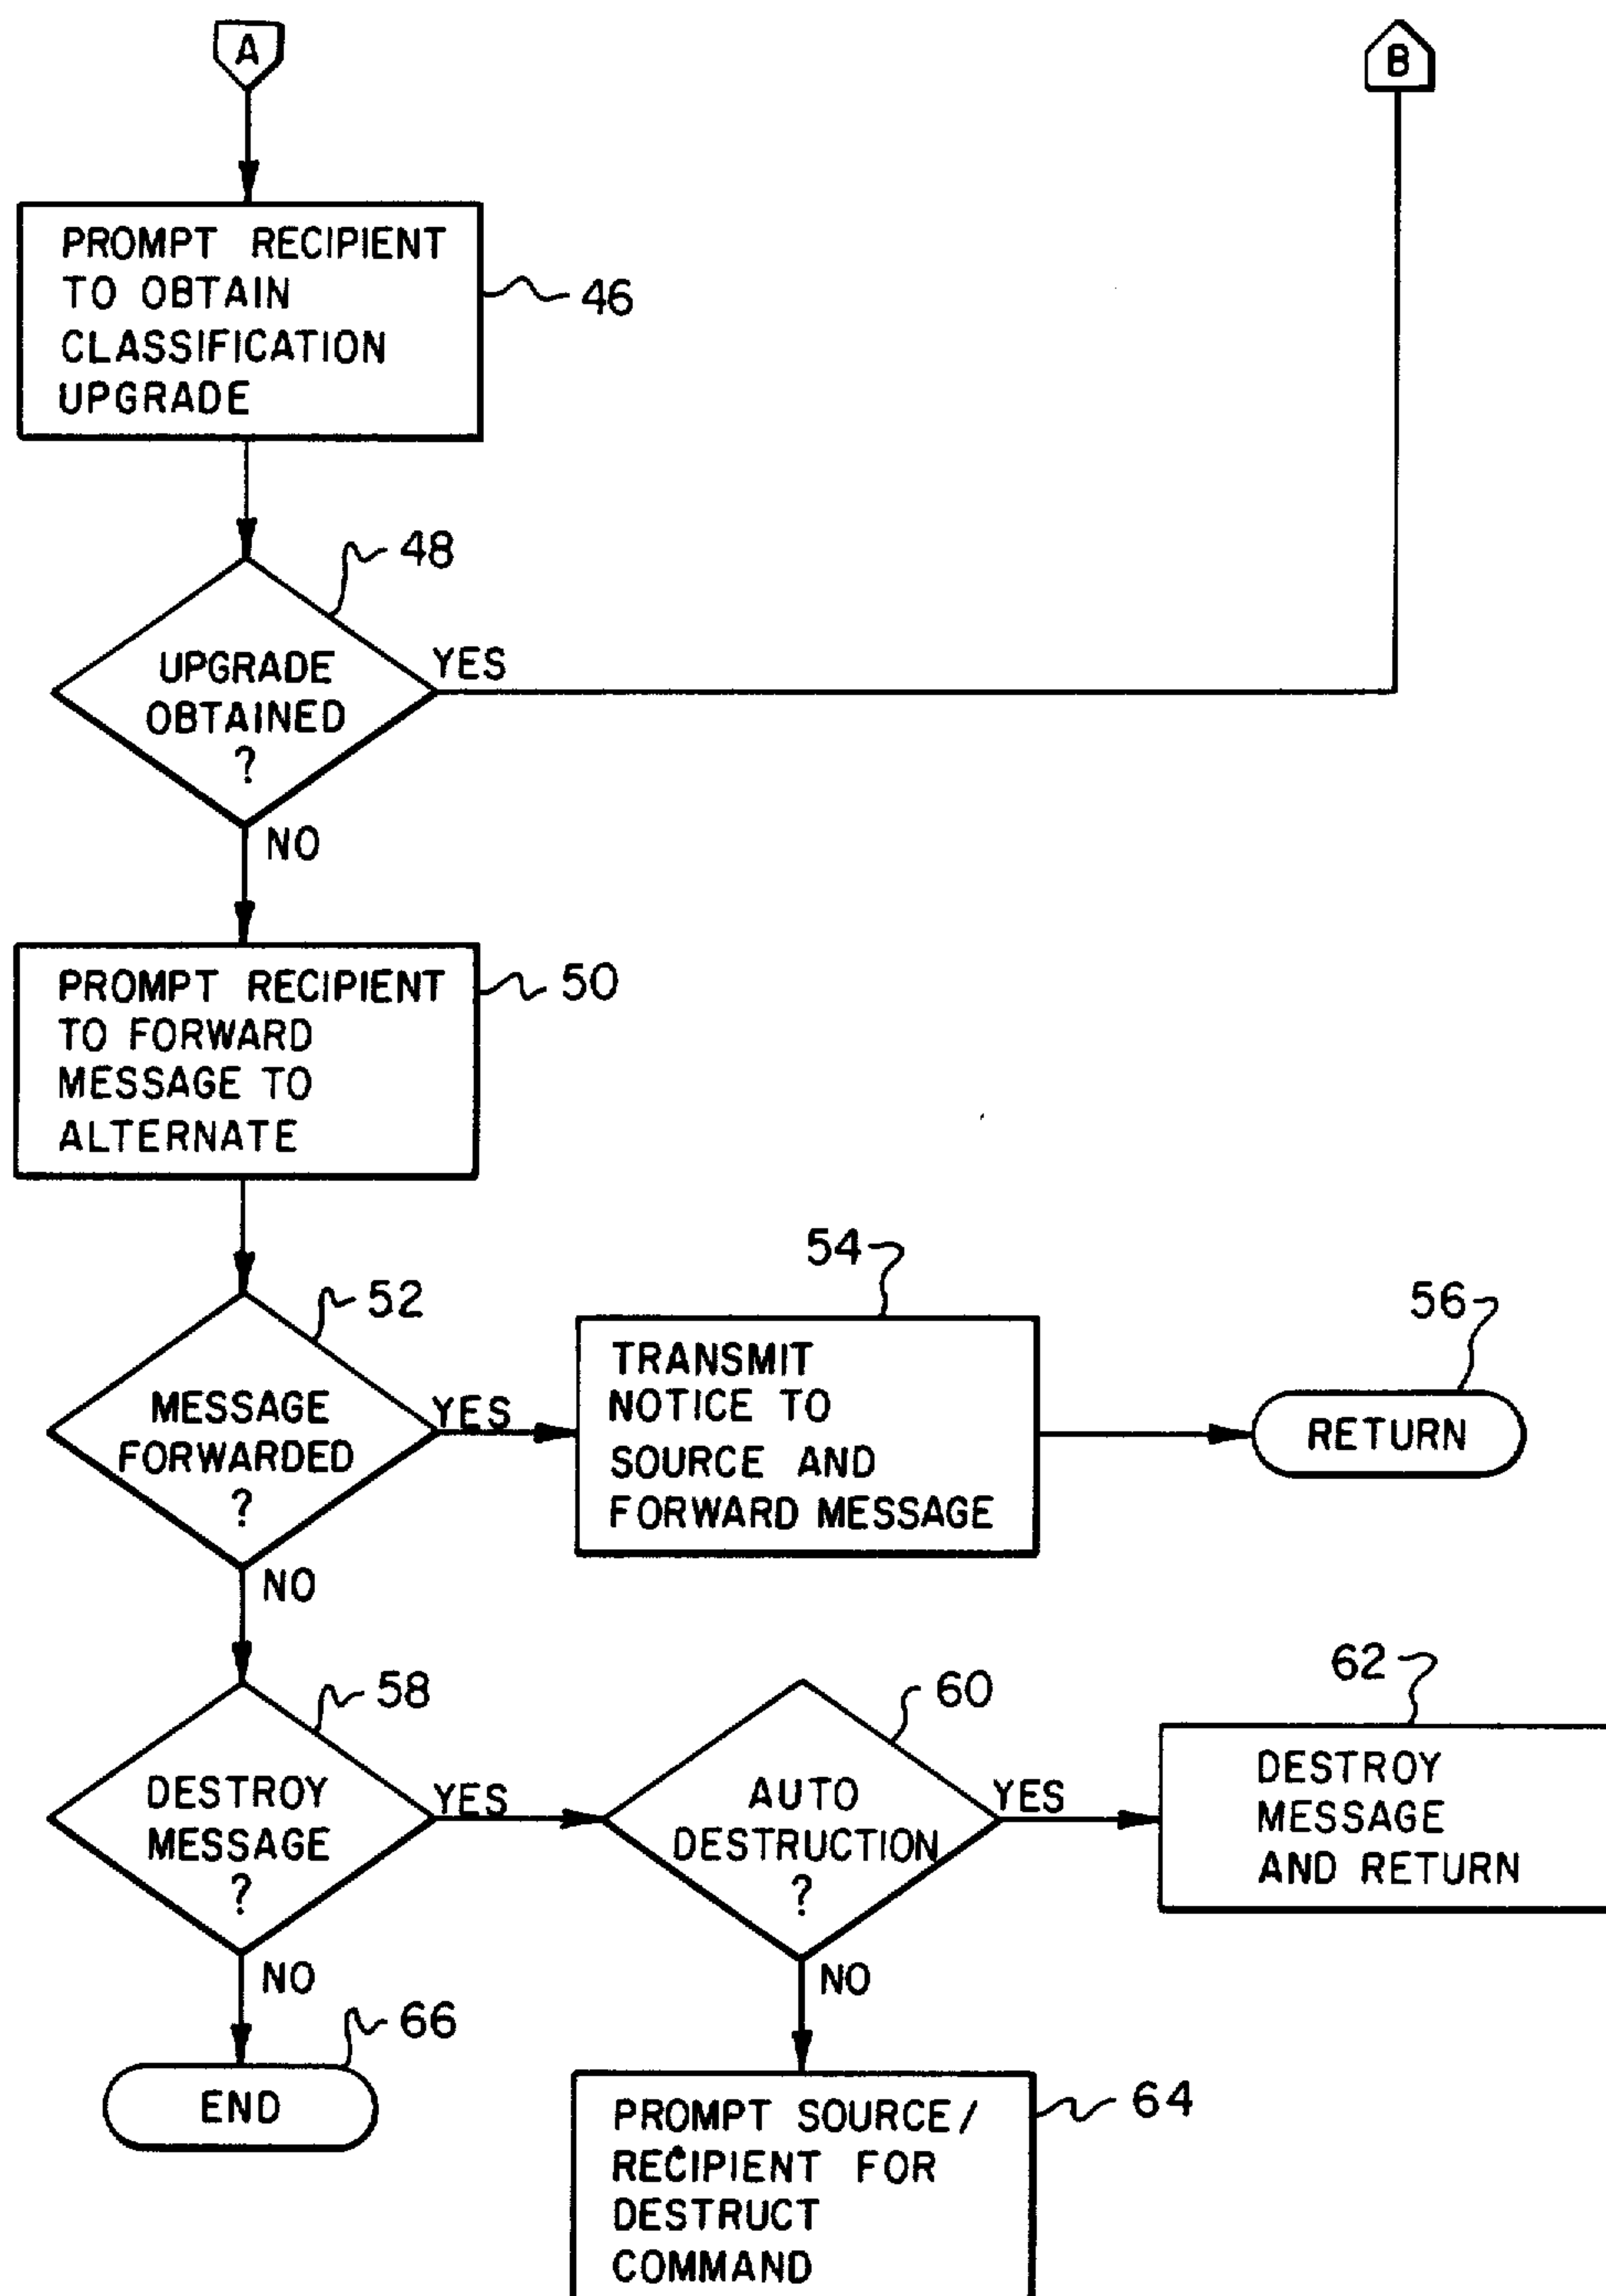 A
B
PROMPT RECIPIENT
TO OBTAIN
CLASSIFICATION
UPGRADE
46
48
UPGRADE
OBTAINED
?
YES
NO
PROMPT RECIPIENT
TO FORWARD
MESSAGE TO
ALTERNATE
50
52
MESSAGE
FORWARDED
?
YES
NO
54
TRANSMIT
NOTICE TO
SOURCE AND
FORWARD MESSAGE
56
RETURN
58
DESTROY
MESSAGE
?
YES
NO
60
AUTO
DESTRUCTION
?
YES
NO
62
DESTROY
MESSAGE
AND RETURN
66
END
64
PROMPT SOURCE/
RECIPIENT FOR
DESTRUCT
COMMAND